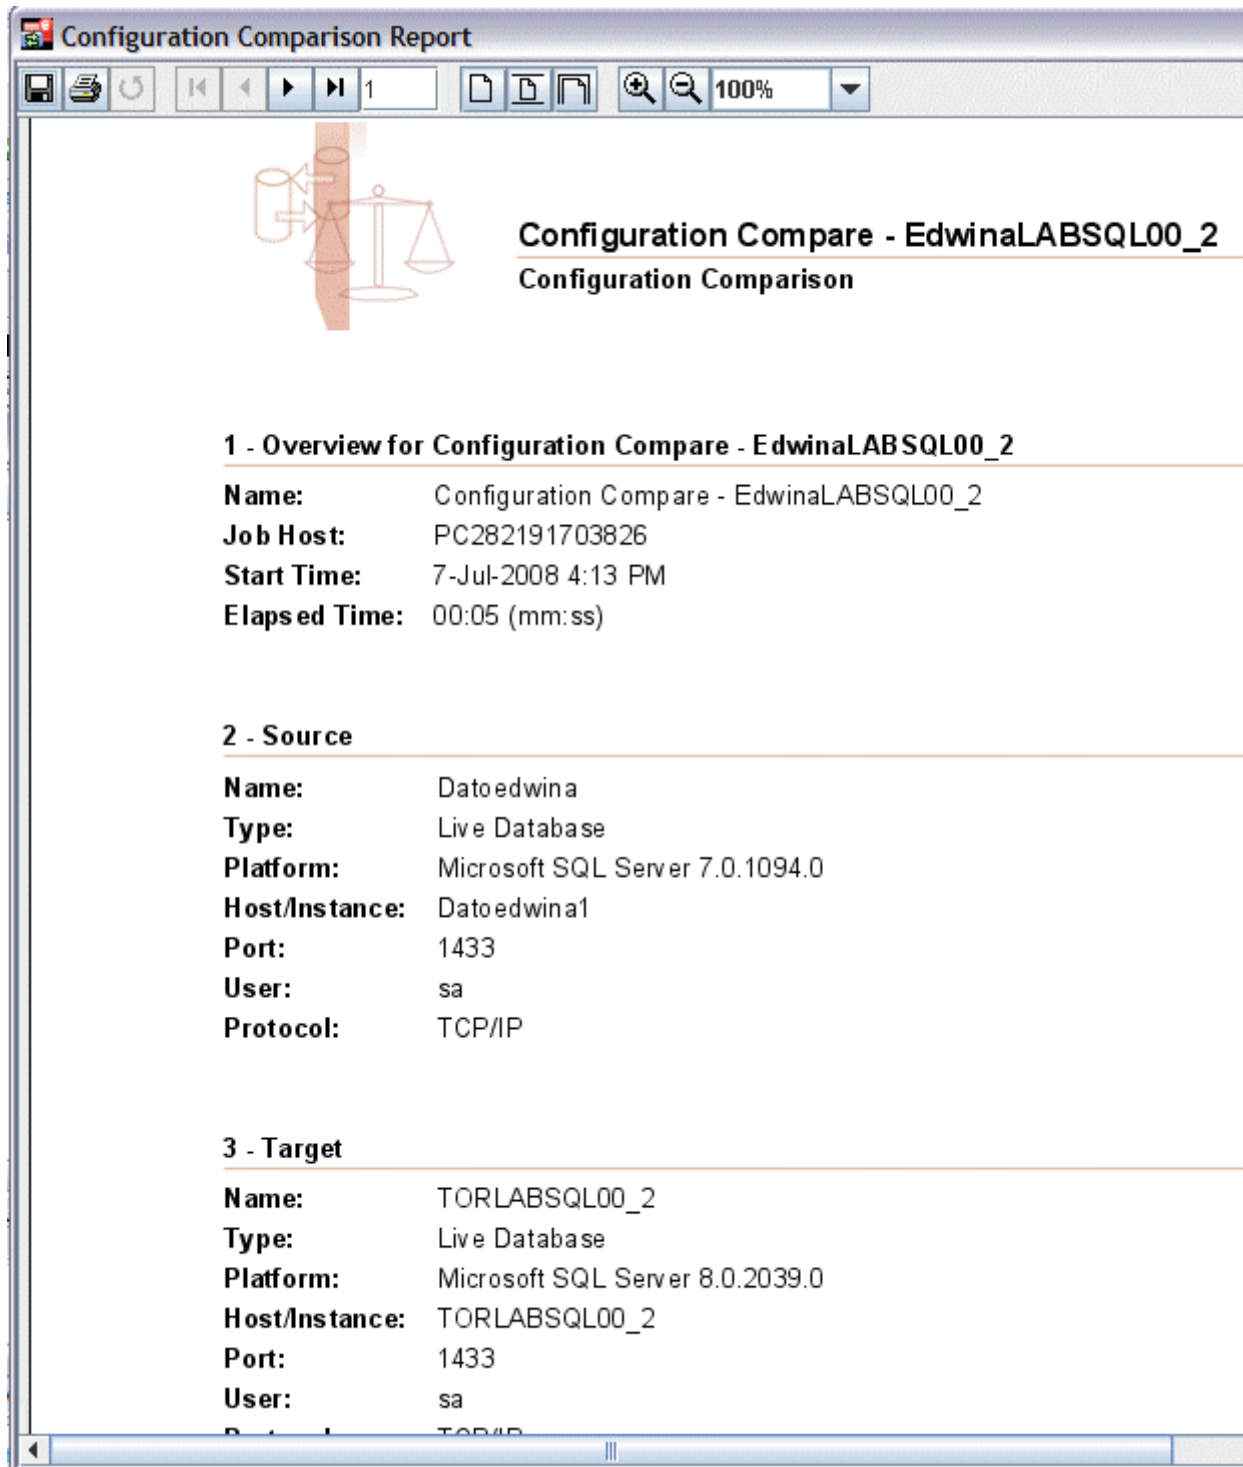 Configuration Comparison Report
1
100%
Configuration Compare - EdwinaLABSQL00_2
Configuration Comparison
1 - Overview for Configuration Compare - EdwinaLABSQL00_2
Name: Configuration Compare - EdwinaLABSQL00_2
Job Host: PC282191703826
Start Time: 7-Jul-2008 4:13 PM
Elapsed Time: 00:05 (mm:ss)
2 - Source
Name: Datoedwina
Type: Live Database
Platform: Microsoft SQL Server 7.0.1094.0
Host/Instance: Datoedwina1
Port: 1433
User: sa
Protocol: TCP/IP
3 - Target
Name: TORLABSQL00_2
Type: Live Database
Platform: Microsoft SQL Server 8.0.2039.0
Host/Instance: TORLABSQL00_2
Port: 1433
User: sa
Protocol: TCP/IP